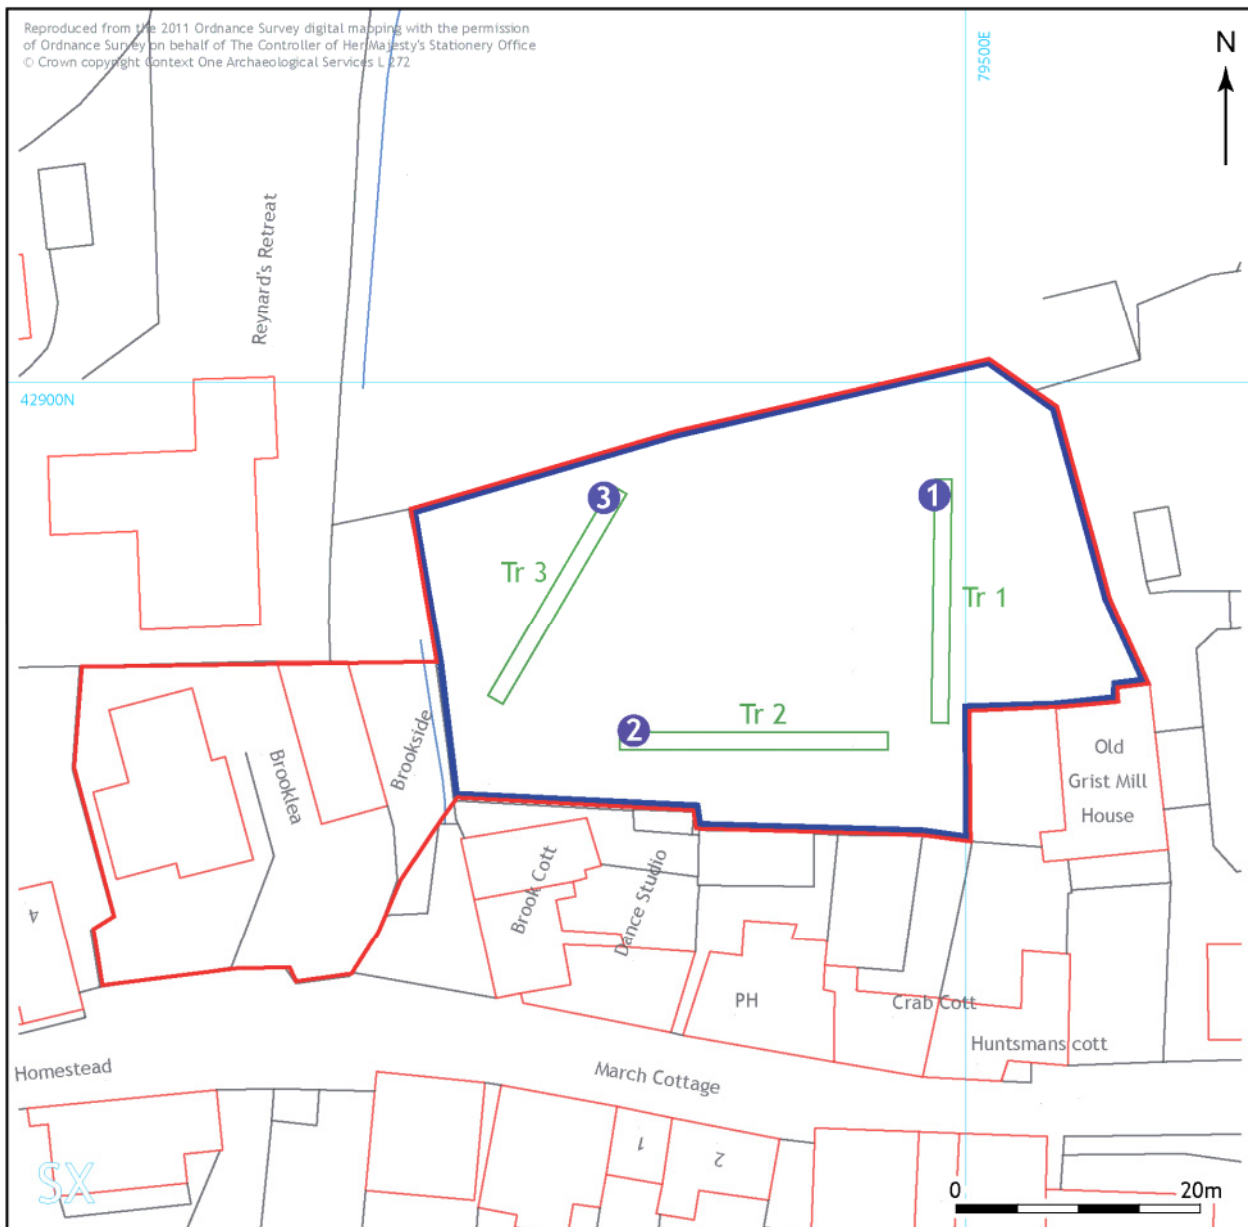 Reproduced from the 2011 Ordnance Survey digital mapping with the permission
of Ordnance Survey on behalf of The Controller of Her Majesty's Stationery Office
© Crown copyright Context One Archaeological Services L 272
79500E
N
Reynard's Retreat
42900N
3
1
Tr 3
Tr 1
2
Tr 2
Brookside
Brooklea
Old
Grist Mill
House
4
Brook Cott
Dance Studio
PH
Crab Cott
Huntsmans cott
Homestead
March Cottage
1
2
SX
0
20m